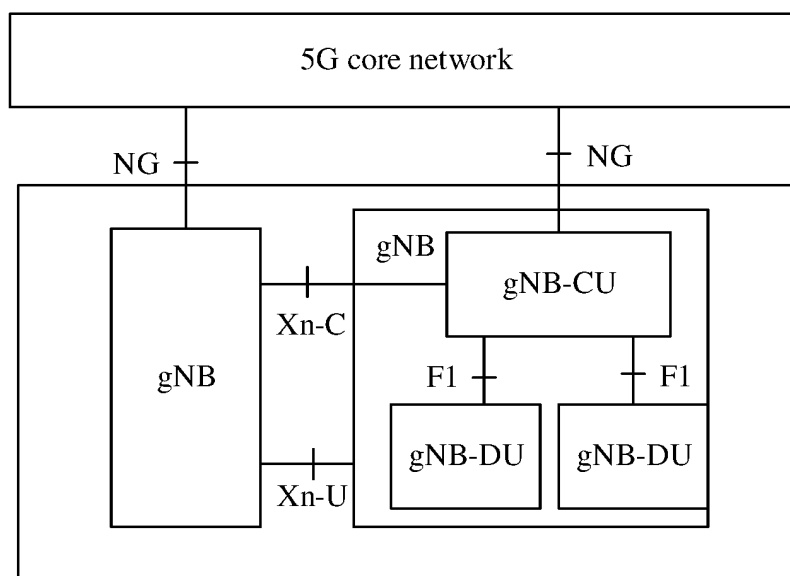 5G core network
NG
NG
gNB
gNB-CU
Xn-C
F1
F1
gNB
gNB-DU
gNB-DU
Xn-U